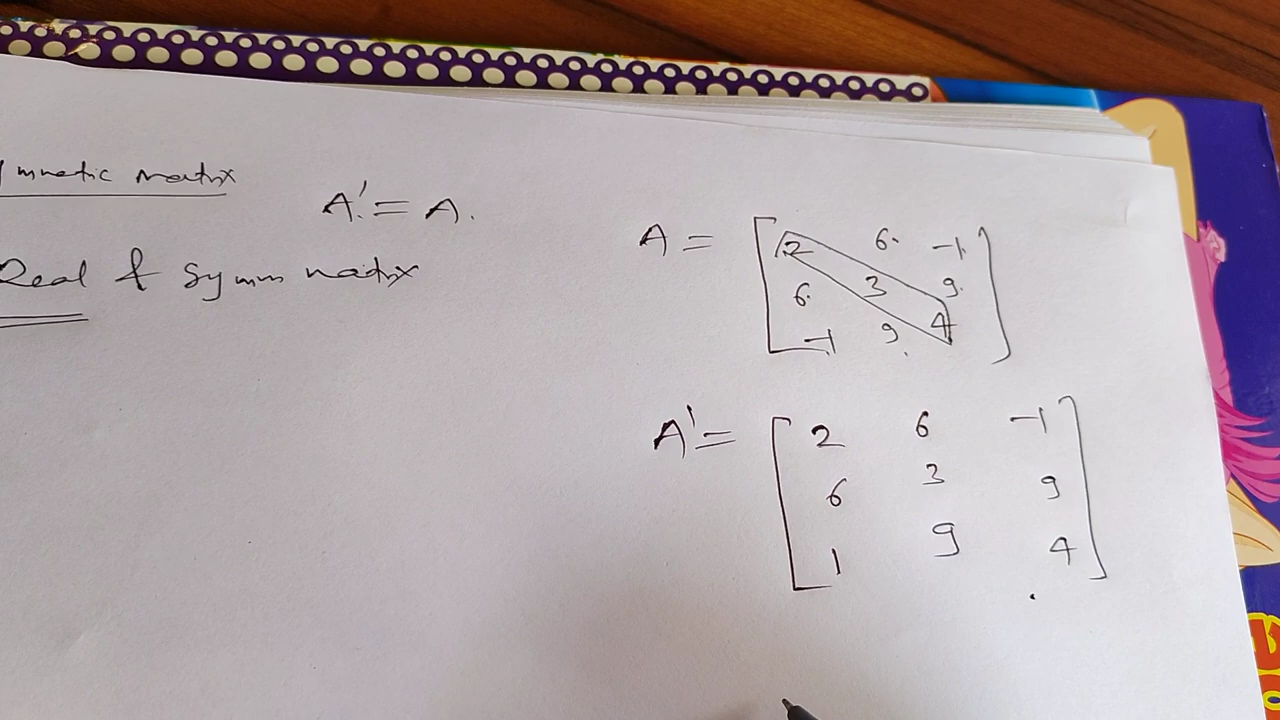 mnetic matrix
A' = A.
Real & Symm matrix
A = [ 2 6 -1
6 3 9
-1 9 4 ]
A' = [ 2 6 -1
6 3 9
1 9 4 ]